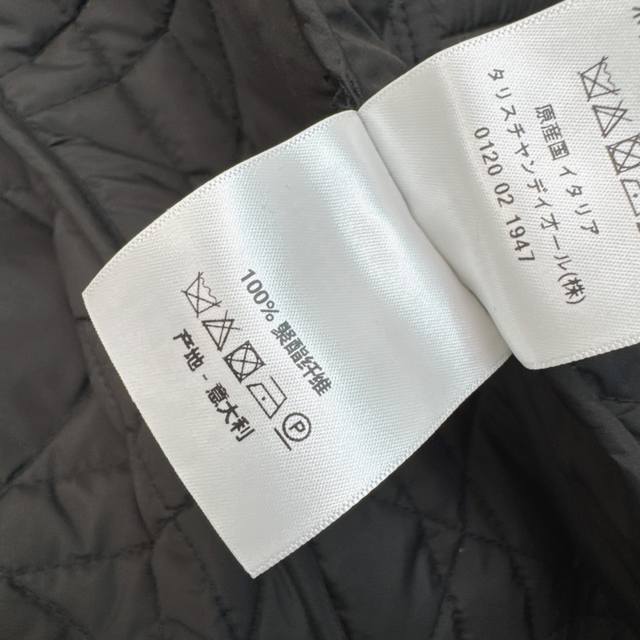 100% 聚酯纤维
产地 - 意大利
原産国 イタリア
タリスチャンディオール(株)
0120 02 1947